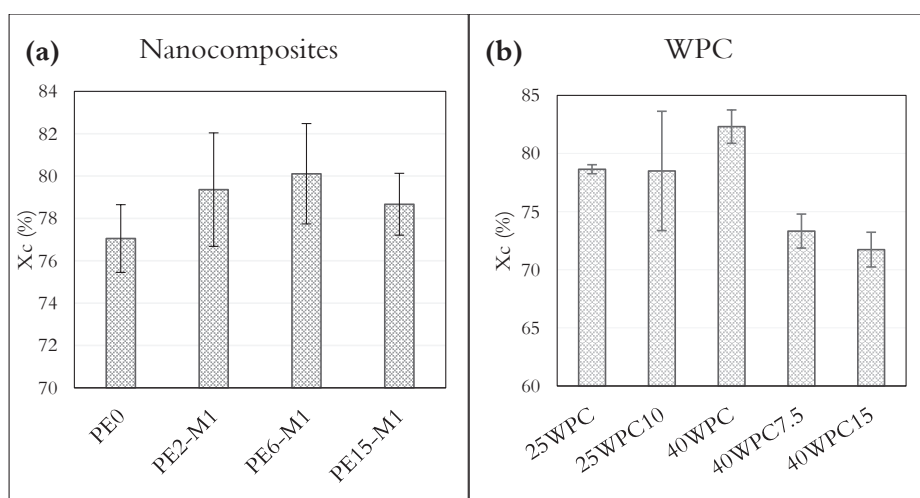 (a) Nanocomposites
Xc (%)
84
82
80
78
76
74
72
70
PE0
PE2-M1
PE6-M1
PE15-M1
(b) WPC
Xc (%)
85
80
75
70
65
60
25WPC
25WPC10
40WPC
40WPC7.5
40WPC15